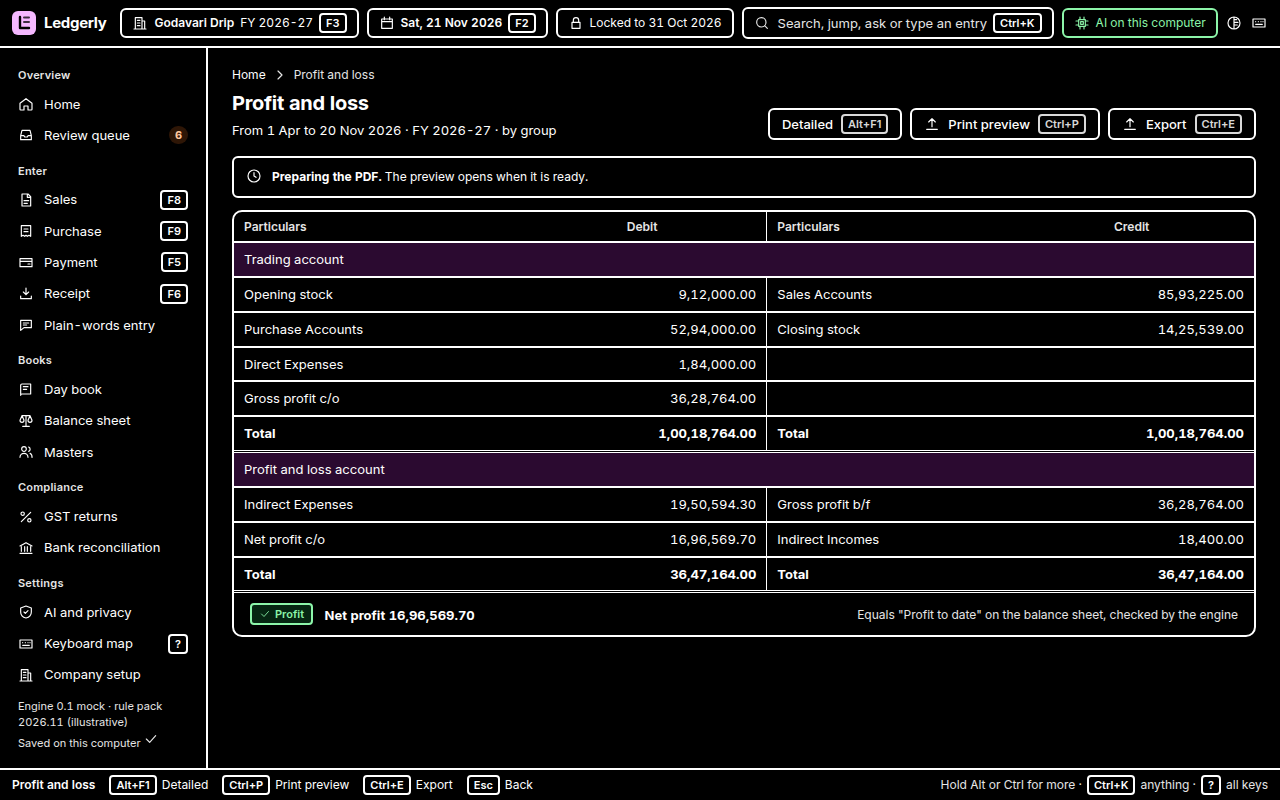 Ledgerly
Godavari Drip FY 2026-27 F3
Sat, 21 Nov 2026 F2
Locked to 31 Oct 2026
Search, jump, ask or type an entry Ctrl+K
AI on this computer
Overview
Home
Review queue 6
Enter
Sales F8
Purchase F9
Payment F5
Receipt F6
Plain-words entry
Books
Day book
Balance sheet
Masters
Compliance
GST returns
Bank reconciliation
Settings
AI and privacy
Keyboard map ?
Company setup
Engine 0.1 mock · rule pack
2026.11 (illustrative)
Saved on this computer
Home > Profit and loss
Profit and loss
From 1 Apr to 20 Nov 2026 · FY 2026-27 · by group
Detailed Alt+F1
Print preview Ctrl+P
Export Ctrl+E
Preparing the PDF. The preview opens when it is ready.
Particulars Debit Particulars Credit
Trading account
Opening stock 9,12,000.00 Sales Accounts 85,93,225.00
Purchase Accounts 52,94,000.00 Closing stock 14,25,539.00
Direct Expenses 1,84,000.00
Gross profit c/o 36,28,764.00
Total 1,00,18,764.00 Total 1,00,18,764.00
Profit and loss account
Indirect Expenses 19,50,594.30 Gross profit b/f 36,28,764.00
Net profit c/o 16,96,569.70 Indirect Incomes 18,400.00
Total 36,47,164.00 Total 36,47,164.00
Profit Net profit 16,96,569.70 Equals "Profit to date" on the balance sheet, checked by the engine
Profit and loss Alt+F1 Detailed Ctrl+P Print preview Ctrl+E Export Esc Back
Hold Alt or Ctrl for more · Ctrl+K anything · ? all keys